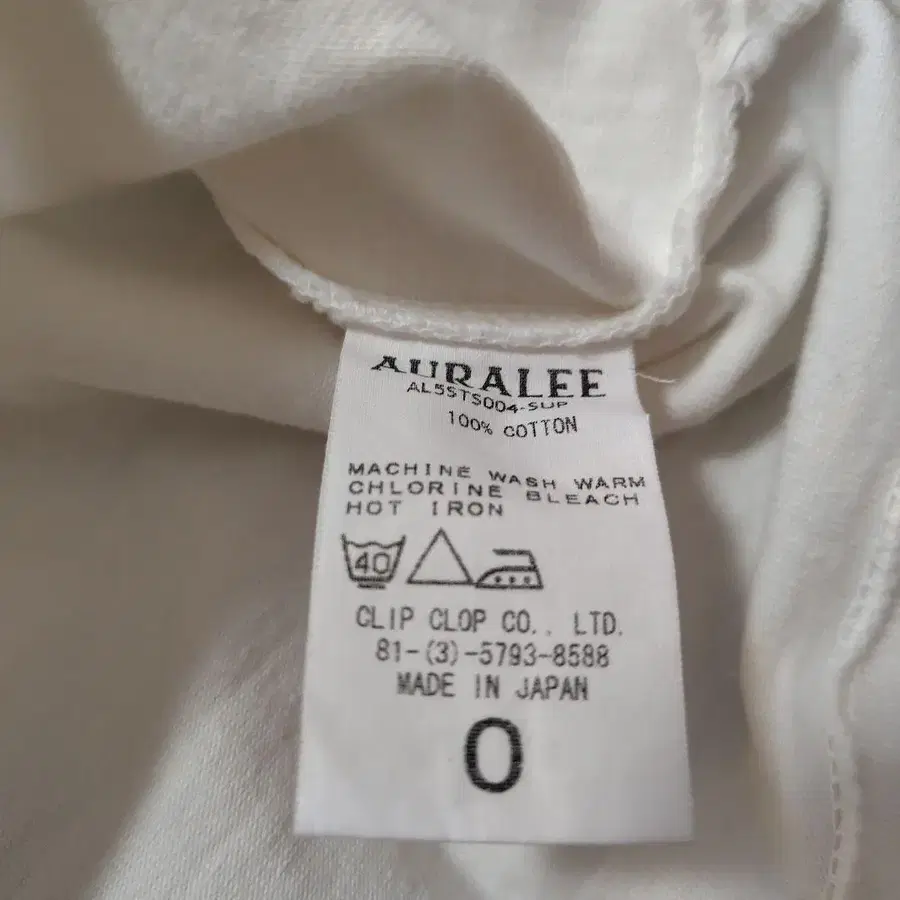 AURALEE
AL5STS004-SUP
100% COTTON
MACHINE WASH WARM
CHLORINE BLEACH
HOT IRON
40
CLIP CLOP CO., LTD.
81-(3)-5793-8588
MADE IN JAPAN
0